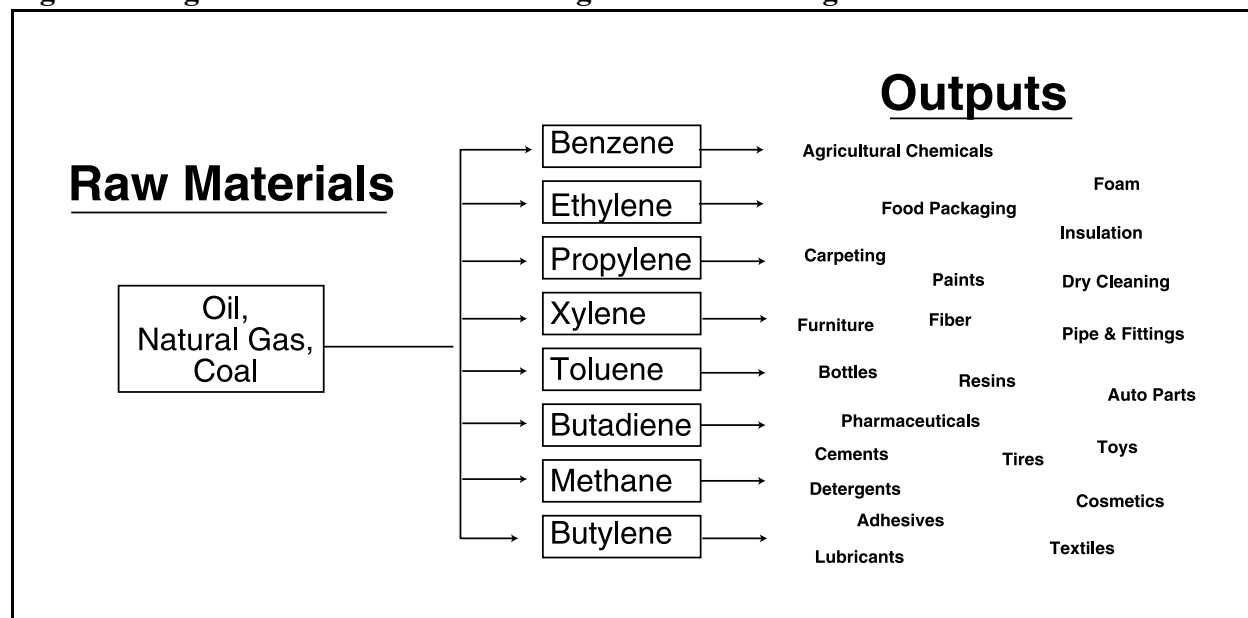 Raw Materials
Oil,
Natural Gas,
Coal
Benzene
Ethylene
Propylene
Xylene
Toluene
Butadiene
Methane
Butylene
Outputs
Agricultural Chemicals
Foam
Food Packaging
Insulation
Carpeting
Paints
Dry Cleaning
Furniture
Fiber
Pipe & Fittings
Bottles
Resins
Auto Parts
Pharmaceuticals
Cements
Tires
Toys
Detergents
Cosmetics
Adhesives
Lubricants
Textiles